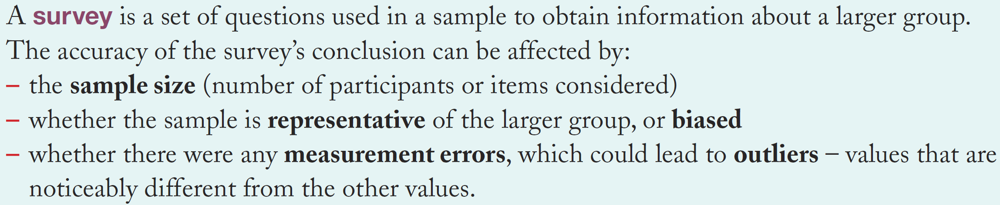 A survey is a set of questions used in a sample to obtain information about a larger group.
The accuracy of the survey’s conclusion can be affected by:
– the sample size (number of participants or items considered)
– whether the sample is representative of the larger group, or biased
– whether there were any measurement errors, which could lead to outliers – values that are
noticeably different from the other values.